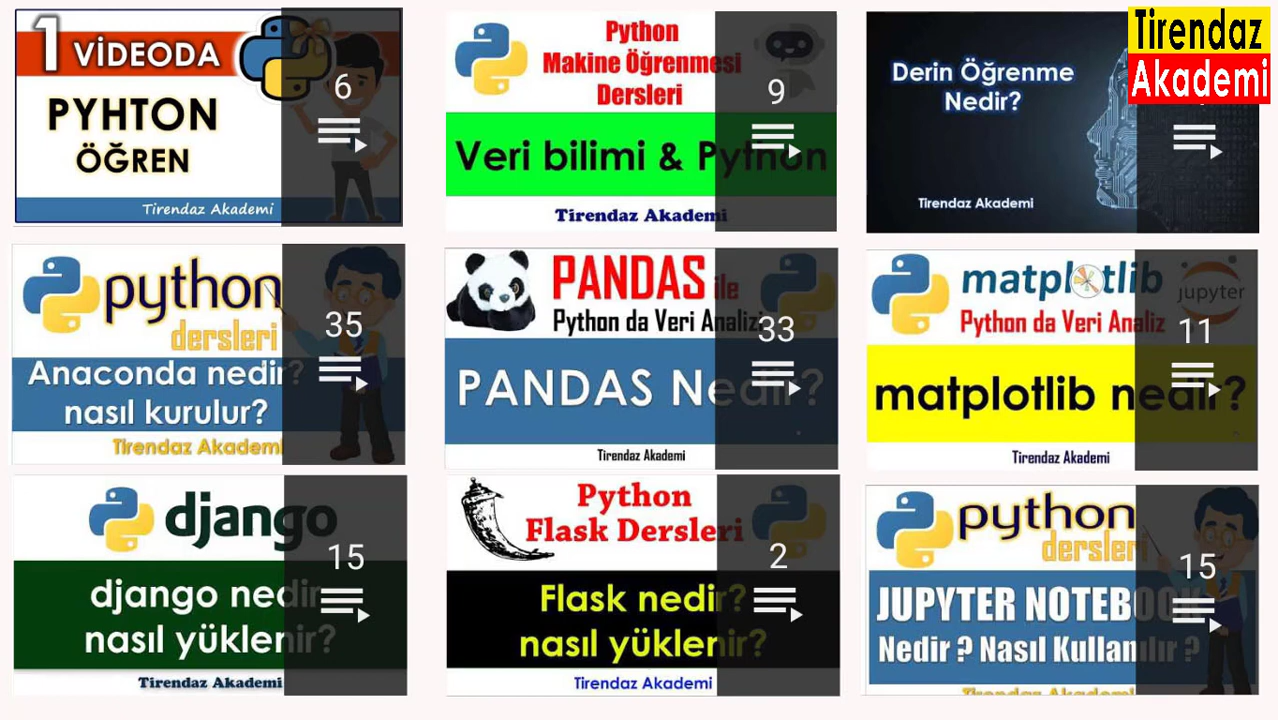 1 VİDEODA
PYHTON
ÖĞREN
Tirendaz Akademi
6
Python
Makine Öğrenmesi
Dersleri
Veri bilimi & Python
Tirendaz Akademi
9
Derin Öğrenme
Nedir?
Tirendaz Akademi
Tirendaz
Akademi
python
dersleri
Anaconda nedir?
nasıl kurulur?
Tirendaz Akademi
35
PANDAS ile
Python da Veri Analizi
PANDAS Nedir?
Tirendaz Akademi
33
matplotlib
jupyter
Python da Veri Analiz
matplotlib nedir?
Tirendaz Akademi
11
django
django nedir
nasıl yüklenir?
Tirendaz Akademi
15
Python
Flask Dersleri
Flask nedir?
nasıl yüklenir?
Tirendaz Akademi
2
python
dersleri
JUPYTER NOTEBOOK
Nedir ? Nasıl Kullanılır ?
Tirendaz Akademi
15